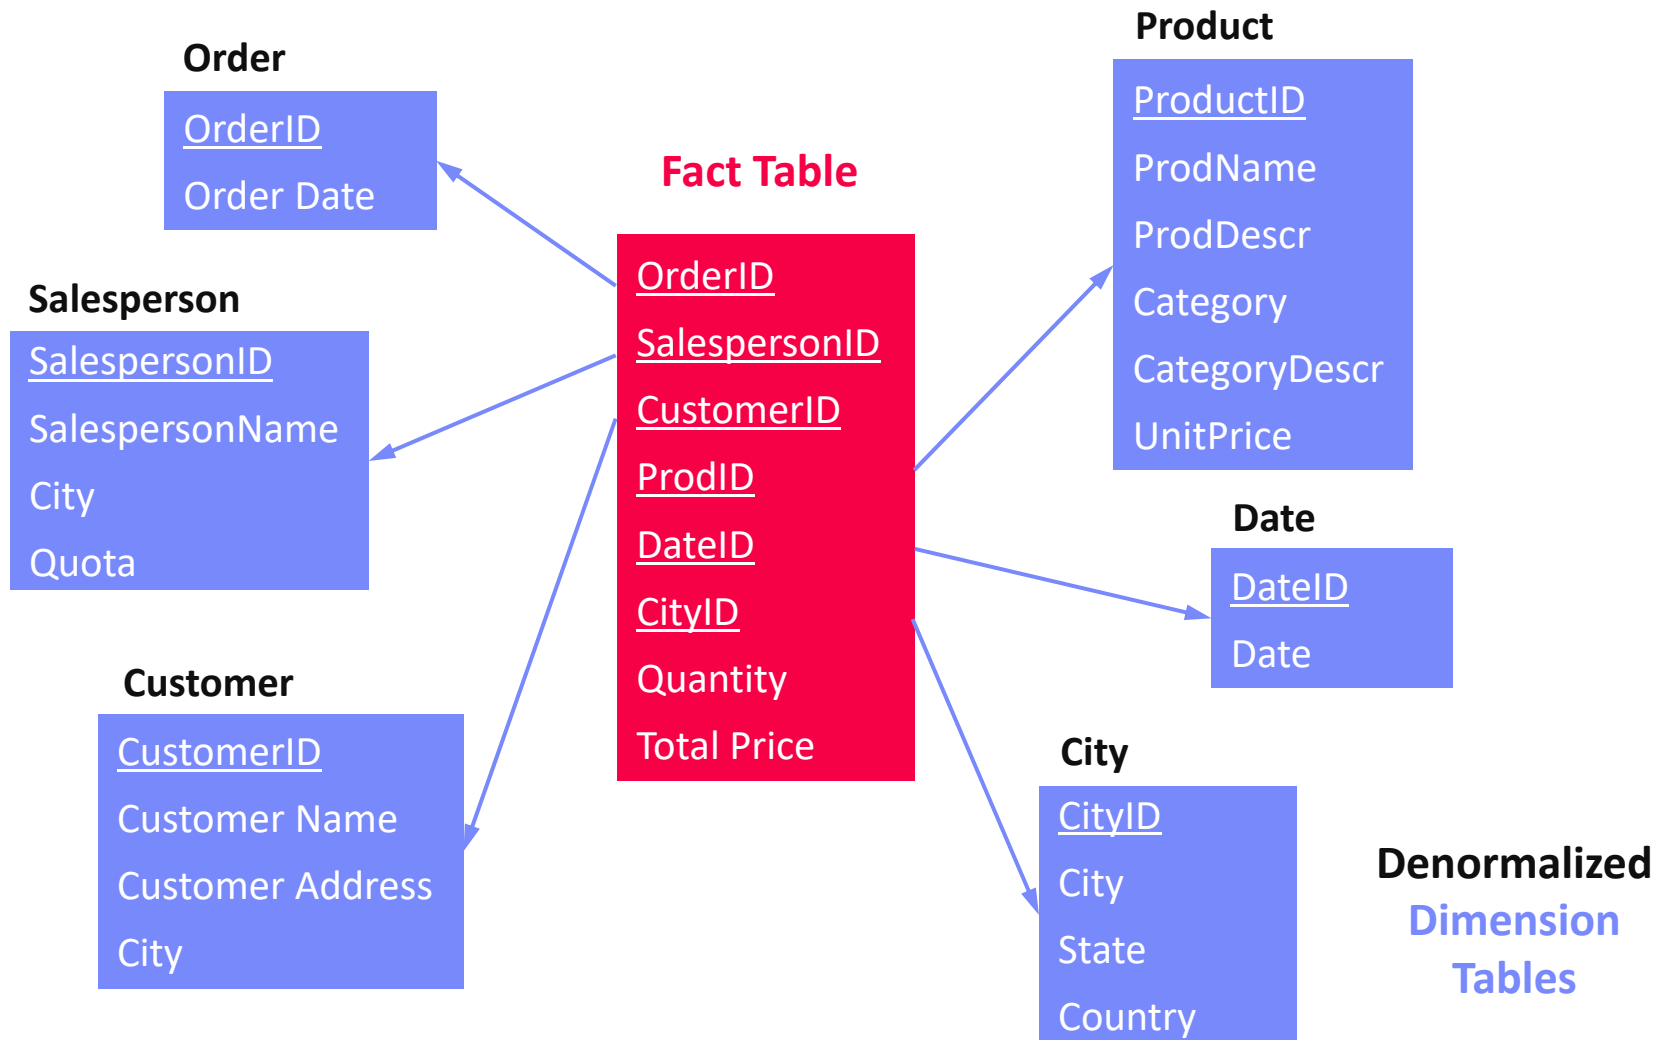 Order
OrderID
Order Date
Salesperson
SalespersonID
SalespersonName
City
Quota
Customer
CustomerID
Customer Name
Customer Address
City
Fact Table
OrderID
SalespersonID
CustomerID
ProdID
DateID
CityID
Quantity
Total Price
Product
ProductID
ProdName
ProdDescr
Category
CategoryDescr
UnitPrice
Date
DateID
Date
City
CityID
City
State
Country
Denormalized
Dimension
Tables